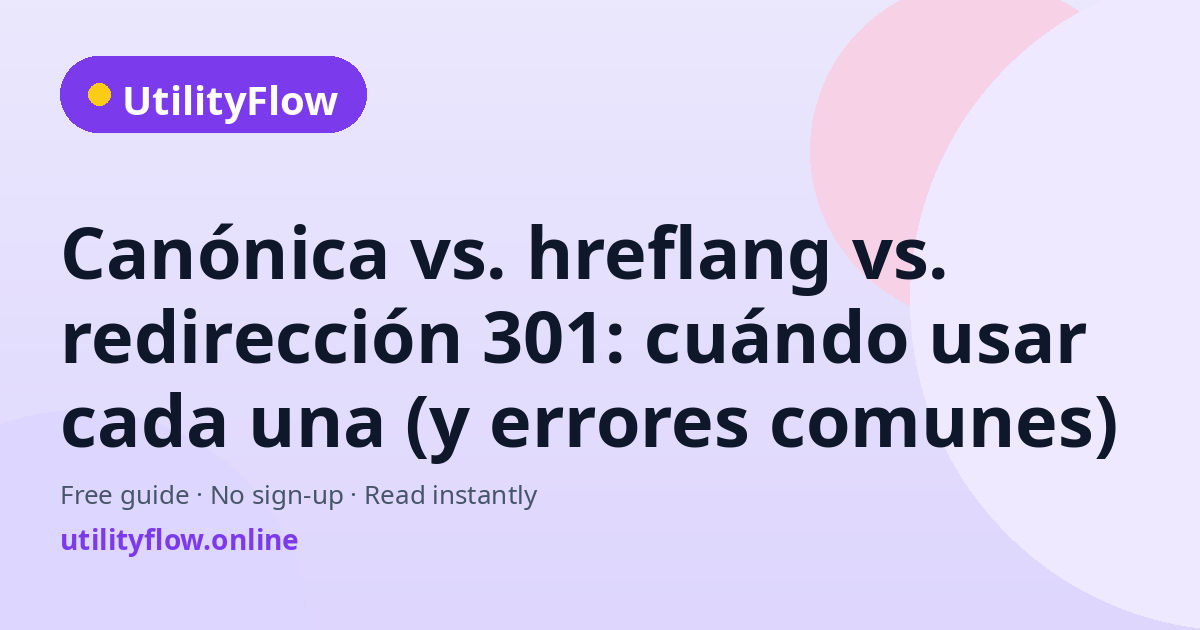 UtilityFlow
Canónica vs. hreflang vs.
redirección 301: cuándo usar
cada una (y errores comunes)
Free guide · No sign-up · Read instantly
utilityflow.online